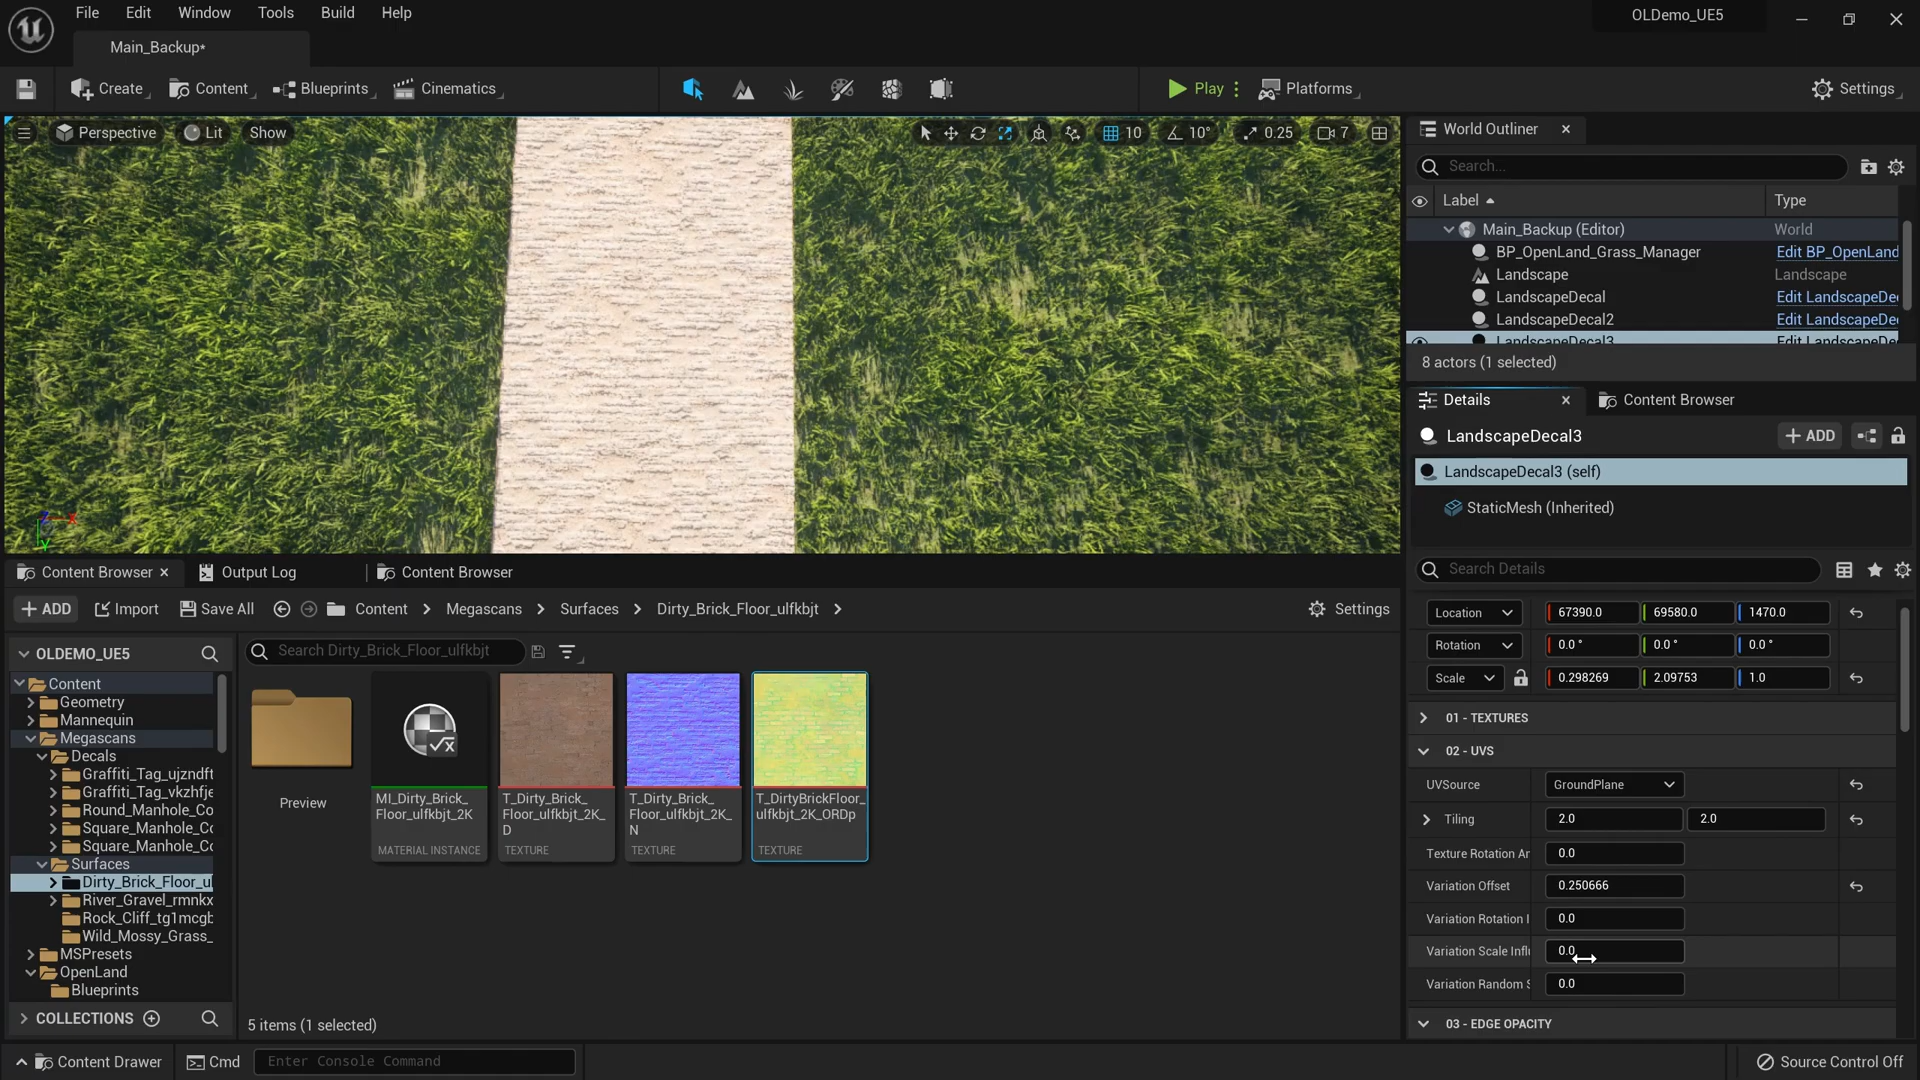 File Edit Window Tools Build Help
OLDemo_UE5
Main_Backup*
Create Content Blueprints Cinematics Play Platforms Settings
Perspective Lit Show 10 10° 0.25 7
World Outliner
Search...
Label Type
Main_Backup (Editor) World
BP_OpenLand_Grass_Manager Edit BP_OpenLand
Landscape Landscape
LandscapeDecal Edit LandscapeDe
LandscapeDecal2 Edit LandscapeDe
LandscapeDecal3 Edit LandscapeDe
8 actors (1 selected)
Details Content Browser
LandscapeDecal3 ADD
LandscapeDecal3 (self)
StaticMesh (Inherited)
Search Details
Location 67390.0 69580.0 1470.0
Rotation 0.0 ° 0.0 ° 0.0 °
Scale 0.298269 2.09753 1.0
01 - TEXTURES
02 - UVS
UVSource GroundPlane
Tiling 2.0 2.0
Texture Rotation Ar 0.0
Variation Offset 0.250666
Variation Rotation I 0.0
Variation Scale Influ 0.0
Variation Random S 0.0
03 - EDGE OPACITY
Content Browser Output Log Content Browser
ADD Import Save All Content Megascans Surfaces Dirty_Brick_Floor_ulfkbjt Settings
OLDEMO_UE5
Search Dirty_Brick_Floor_ulfkbjt
Content
Geometry
Mannequin
Megascans
Decals
Graffiti_Tag_ujzndft
Graffiti_Tag_vkzhfje
Round_Manhole_Co
Square_Manhole_Co
Square_Manhole_Co
Surfaces
Dirty_Brick_Floor_ul
River_Gravel_rmnkx
Rock_Cliff_tg1mcgb
Wild_Mossy_Grass_
MSPresets
OpenLand
Blueprints
COLLECTIONS
Preview
MI_Dirty_Brick_
Floor_ulfkbjt_2K
MATERIAL INSTANCE
T_Dirty_Brick_
Floor_ulfkbjt_2K_
D
TEXTURE
T_Dirty_Brick_
Floor_ulfkbjt_2K_
N
TEXTURE
T_DirtyBrickFloor_
ulfkbjt_2K_ORDp
TEXTURE
5 items (1 selected)
Content Drawer Cmd Enter Console Command Source Control Off